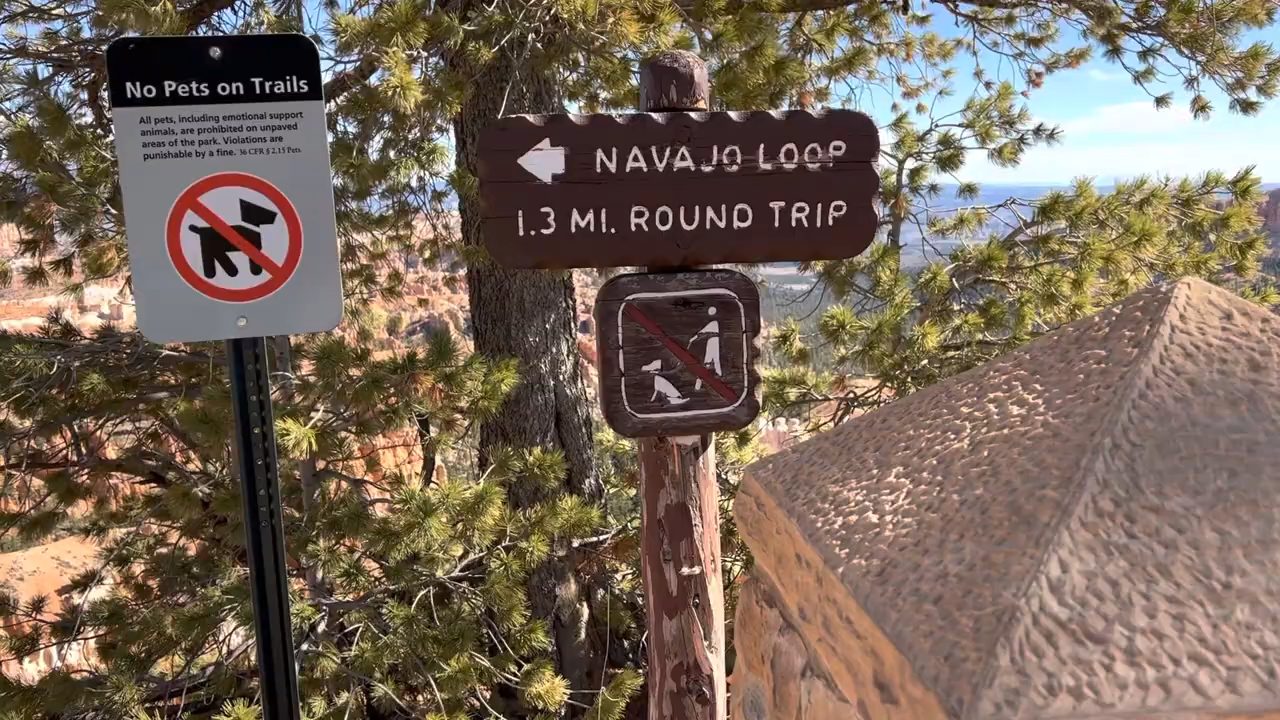 No Pets on Trails
All pets, including emotional support
animals, are prohibited on unpaved
areas of the park. Violations are
punishable by a fine. 36 CFR § 2.15 Pets.
NAVAJO LOOP
1.3 MI. ROUND TRIP